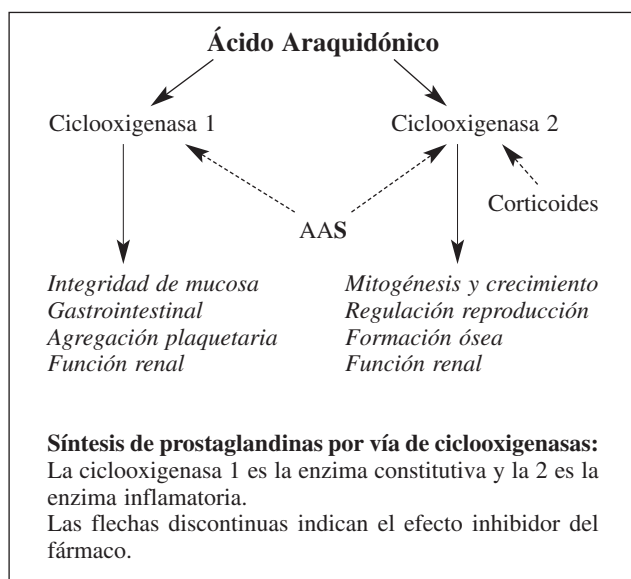 Ácido Araquidónico
Ciclooxigenasa 1
Ciclooxigenasa 2
Corticoides
AAS
Integridad de mucosa
Gastrointestinal
Agregación plaquetaria
Función renal
Mitogénesis y crecimiento
Regulación reproducción
Formación ósea
Función renal
Síntesis de prostaglandinas por vía de ciclooxigenasas:
La ciclooxigenasa 1 es la enzima constitutiva y la 2 es la
enzima inflamatoria.
Las flechas discontinuas indican el efecto inhibidor del
fármaco.